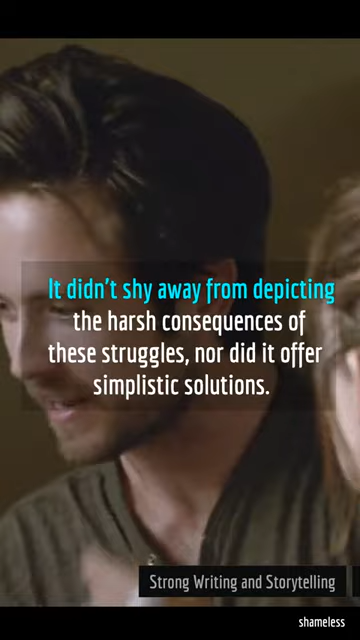 It didn't shy away from depicting
the harsh consequences of
these struggles, nor did it offer
simplistic solutions.
Strong Writing and Storytelling
shameless